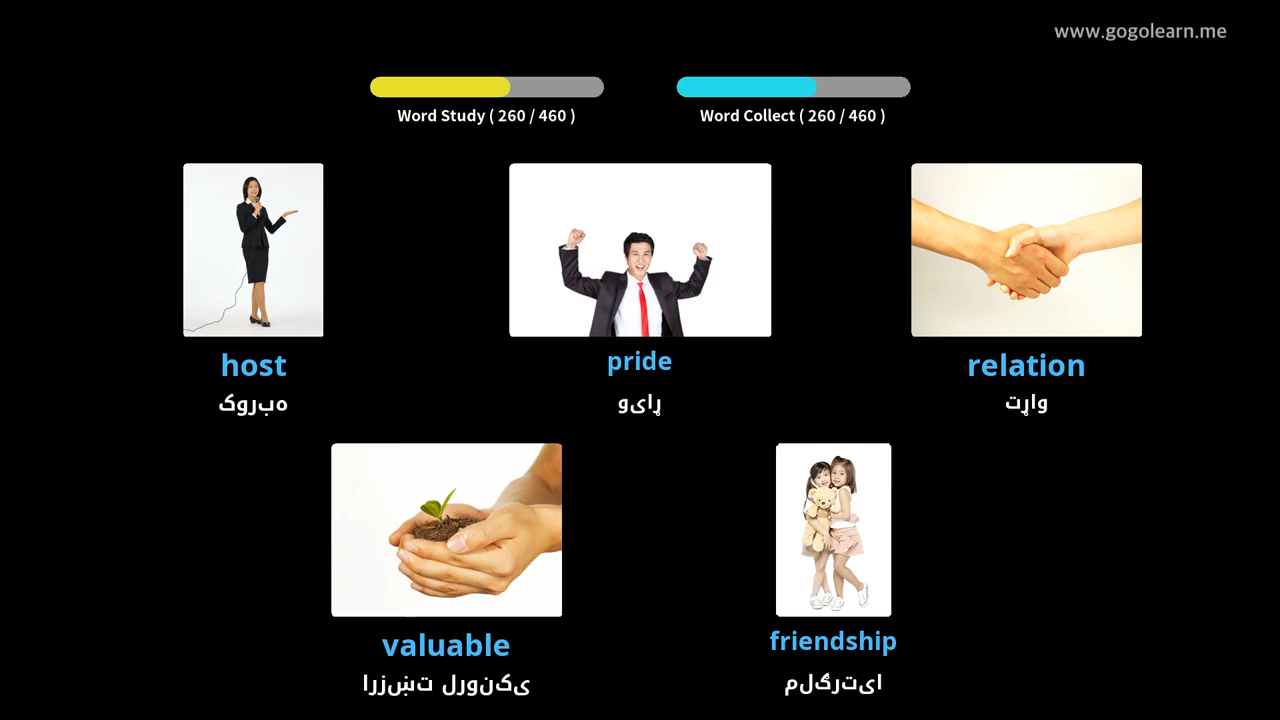 www.gogolearn.me
Word Study ( 260 / 460 )
Word Collect ( 260 / 460 )
host
هبروک
pride
ړایو
relation
واړت
valuable
یکنورل تښزرا
friendship
ایترګلم